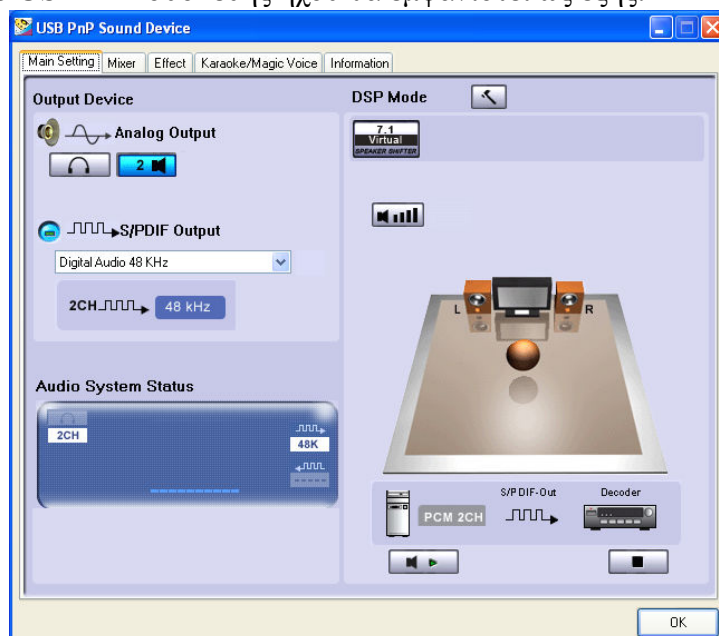 USB PnP Sound Device
Main Setting
Mixer
Effect
Karaoke/Magic Voice
Information
Output Device
Analog Output
2
S/PDIF Output
Digital Audio 48 KHz
2CH
48 kHz
Audio System Status
2CH
48K
DSP Mode
7.1
Virtual
SPEAKER SHIFTER
L
R
PCM 2CH
S/PDIF-Out
Decoder
OK